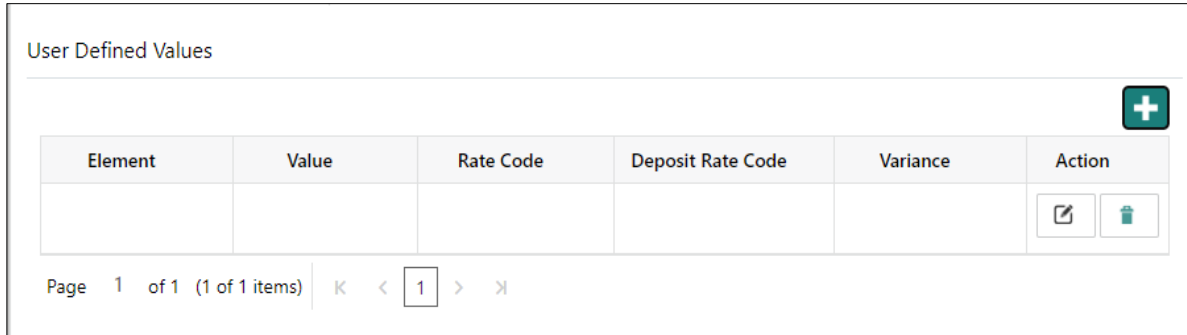 User Defined Values
Element Value Rate Code Deposit Rate Code Variance Action
Page 1 of 1 (1 of 1 items) 1